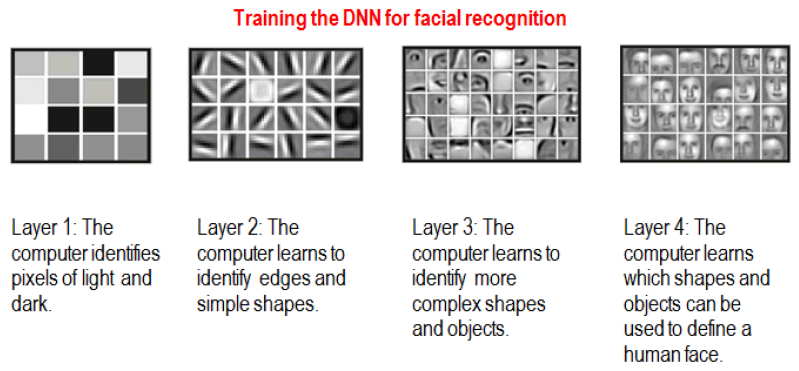 Training the DNN for facial recognition
Layer 1: The
computer identifies
pixels of light and
dark.
Layer 2: The
computer learns to
identify edges and
simple shapes.
Layer 3: The
computer learns to
identify more
complex shapes
and objects.
Layer 4: The
computer learns
which shapes and
objects can be
used to define a
human face.